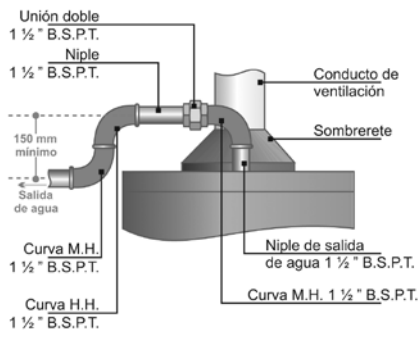 Unión doble
1 ½ " B.S.P.T.
Niple
1 ½ " B.S.P.T.
Conducto de
ventilación
Sombrerete
150 mm
mínimo
Salida
de agua
Curva M.H.
1 ½ " B.S.P.T.
Curva H.H.
1 ½ " B.S.P.T.
Niple de salida
de agua 1 ½ " B.S.P.T.
Curva M.H. 1 ½ " B.S.P.T.